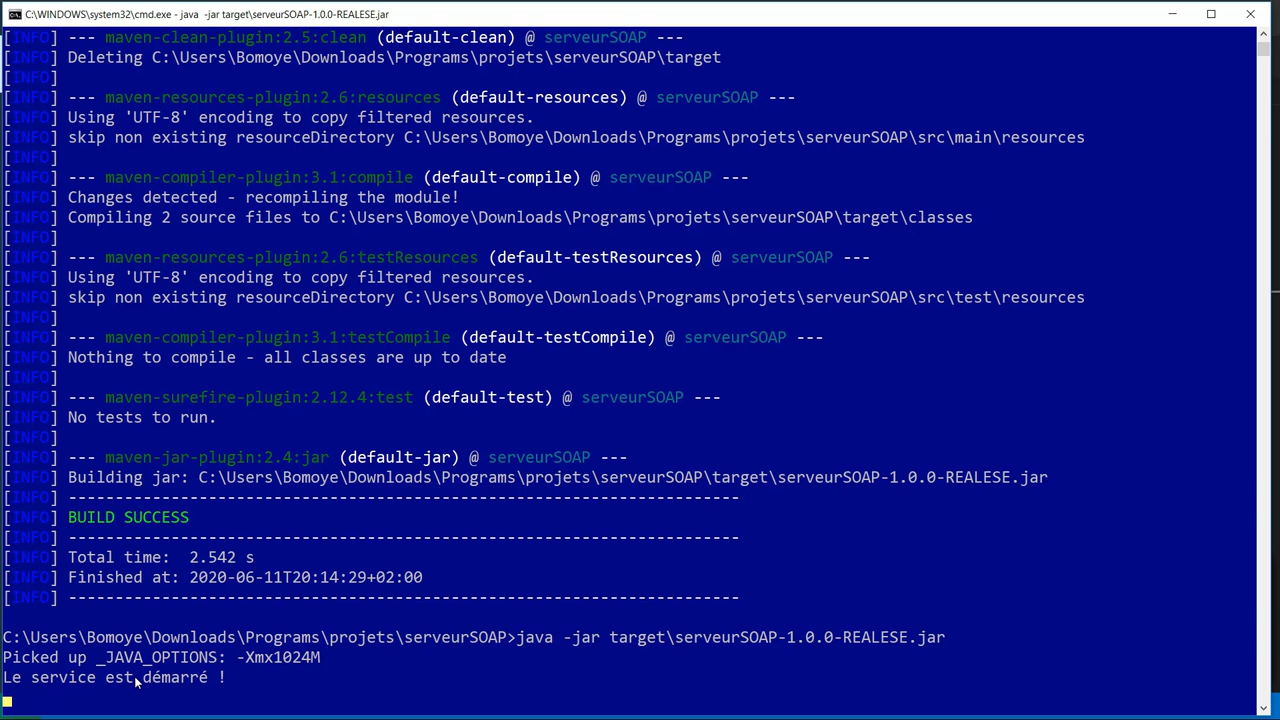 C:\WINDOWS\system32\cmd.exe - java -jar target\serveurSOAP-1.0.0-REALESE.jar
[INFO] --- maven-clean-plugin:2.5:clean (default-clean) @ serveurSOAP ---
[INFO] Deleting C:\Users\Bomoye\Downloads\Programs\projets\serveurSOAP\target
[INFO]
[INFO] --- maven-resources-plugin:2.6:resources (default-resources) @ serveurSOAP ---
[INFO] Using 'UTF-8' encoding to copy filtered resources.
[INFO] skip non existing resourceDirectory C:\Users\Bomoye\Downloads\Programs\projets\serveurSOAP\src\main\resources
[INFO]
[INFO] --- maven-compiler-plugin:3.1:compile (default-compile) @ serveurSOAP ---
[INFO] Changes detected - recompiling the module!
[INFO] Compiling 2 source files to C:\Users\Bomoye\Downloads\Programs\projets\serveurSOAP\target\classes
[INFO]
[INFO] --- maven-resources-plugin:2.6:testResources (default-testResources) @ serveurSOAP ---
[INFO] Using 'UTF-8' encoding to copy filtered resources.
[INFO] skip non existing resourceDirectory C:\Users\Bomoye\Downloads\Programs\projets\serveurSOAP\src\test\resources
[INFO]
[INFO] --- maven-compiler-plugin:3.1:testCompile (default-testCompile) @ serveurSOAP ---
[INFO] Nothing to compile - all classes are up to date
[INFO]
[INFO] --- maven-surefire-plugin:2.12.4:test (default-test) @ serveurSOAP ---
[INFO] No tests to run.
[INFO]
[INFO] --- maven-jar-plugin:2.4:jar (default-jar) @ serveurSOAP ---
[INFO] Building jar: C:\Users\Bomoye\Downloads\Programs\projets\serveurSOAP\target\serveurSOAP-1.0.0-REALESE.jar
[INFO] ------------------------------------------------------------------------
[INFO] BUILD SUCCESS
[INFO] ------------------------------------------------------------------------
[INFO] Total time:  2.542 s
[INFO] Finished at: 2020-06-11T20:14:29+02:00
[INFO] ------------------------------------------------------------------------
C:\Users\Bomoye\Downloads\Programs\projets\serveurSOAP>java -jar target\serveurSOAP-1.0.0-REALESE.jar
Picked up _JAVA_OPTIONS: -Xmx1024M
Le service est démarré !